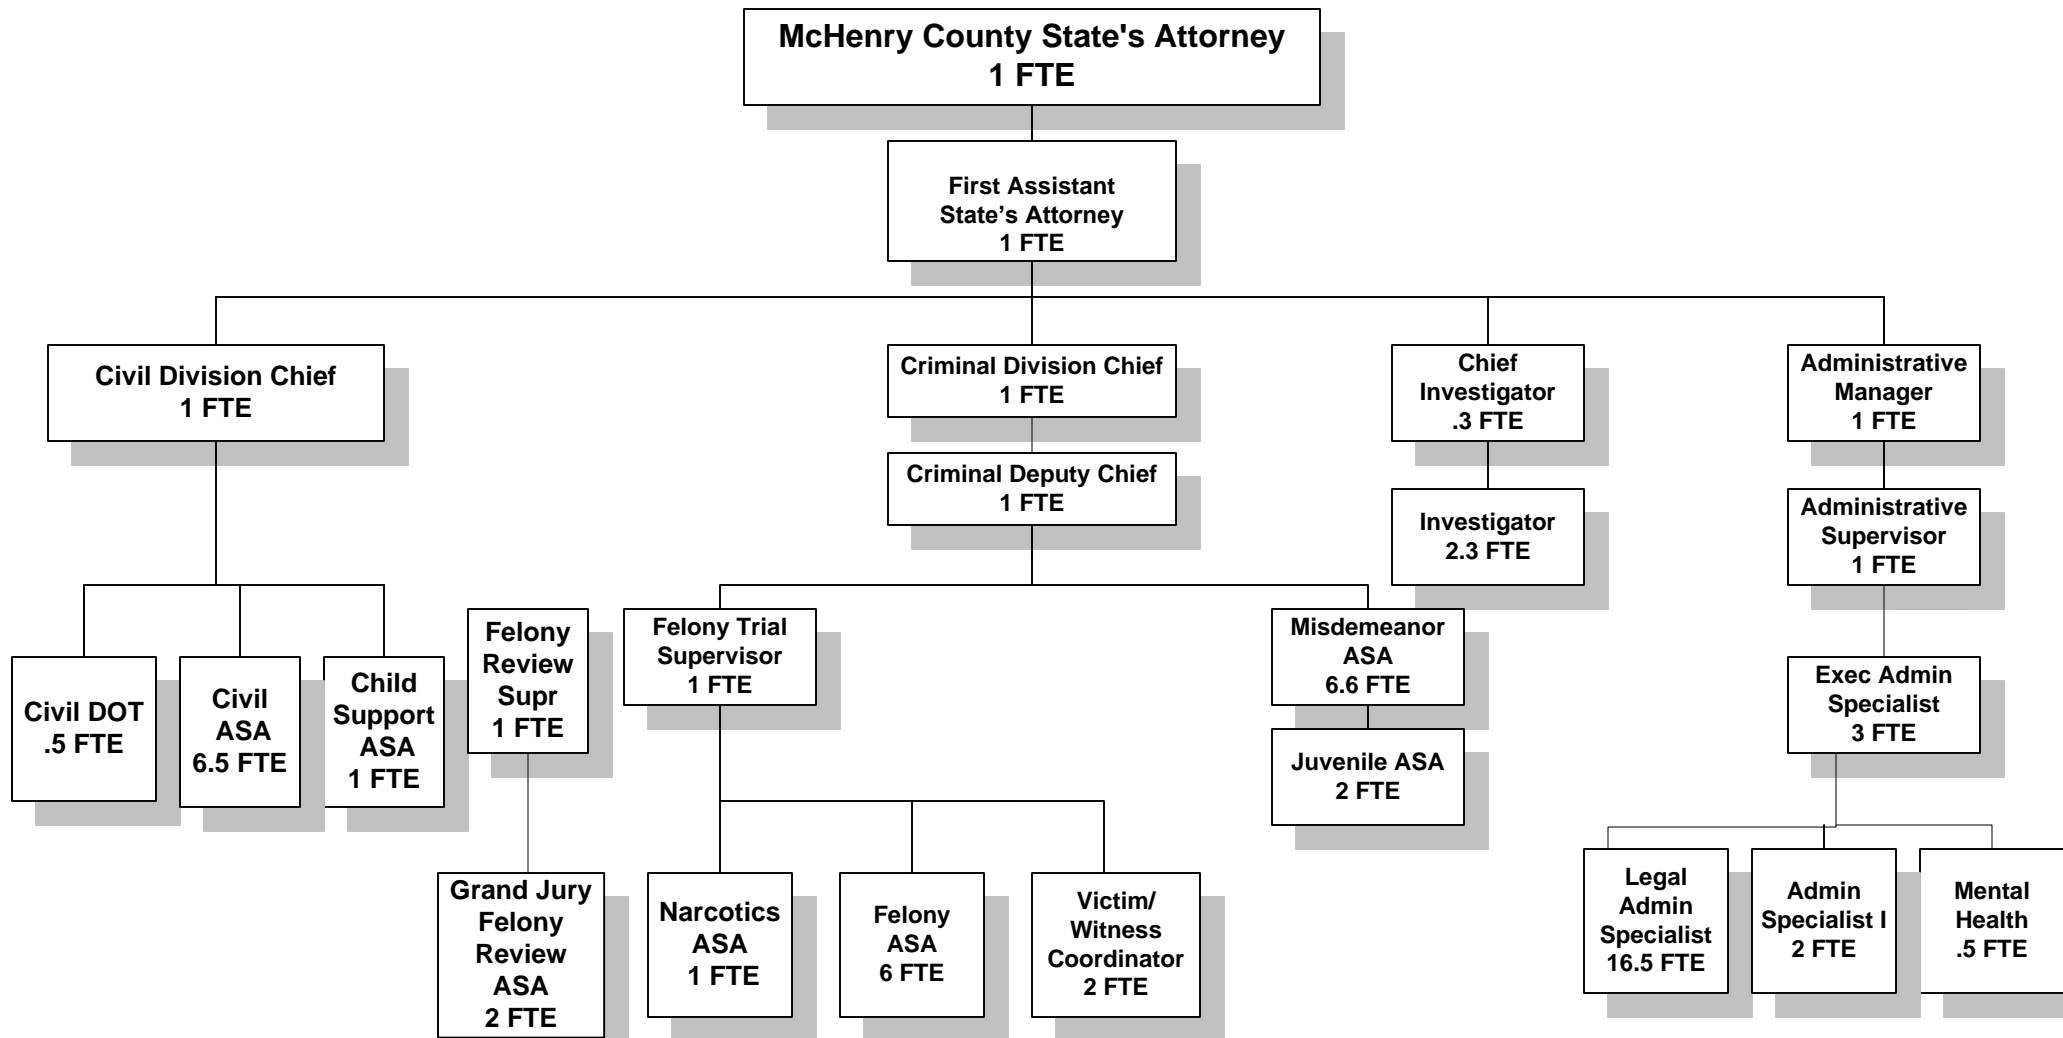 McHenry County State's Attorney
1 FTE
First Assistant
State’s Attorney
1 FTE
Civil Division Chief
1 FTE
Criminal Division Chief
1 FTE
Chief
Investigator
.3 FTE
Administrative
Manager
1 FTE
Criminal Deputy Chief
1 FTE
Investigator
2.3 FTE
Administrative
Supervisor
1 FTE
Civil DOT
.5 FTE
Civil
ASA
6.5 FTE
Child
Support
ASA
1 FTE
Felony
Review
Supr
1 FTE
Felony Trial
Supervisor
1 FTE
Misdemeanor
ASA
6.6 FTE
Exec Admin
Specialist
3 FTE
Juvenile ASA
2 FTE
Grand Jury
Felony
Review
ASA
2 FTE
Narcotics
ASA
1 FTE
Felony
ASA
6 FTE
Victim/
Witness
Coordinator
2 FTE
Legal
Admin
Specialist
16.5 FTE
Admin
Specialist I
2 FTE
Mental
Health
.5 FTE